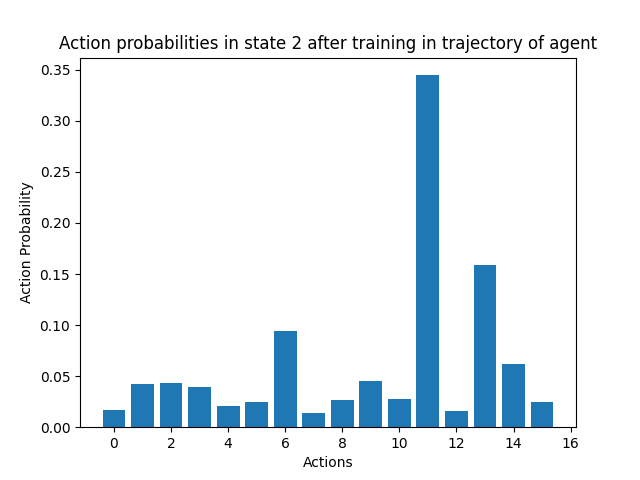 Action probabilities in state 2 after training in trajectory of agent
0.35
0.30
0.25
0.20
0.15
0.10
0.05
0.00
Action Probability
0 2 4 6 8 10 12 14 16
Actions